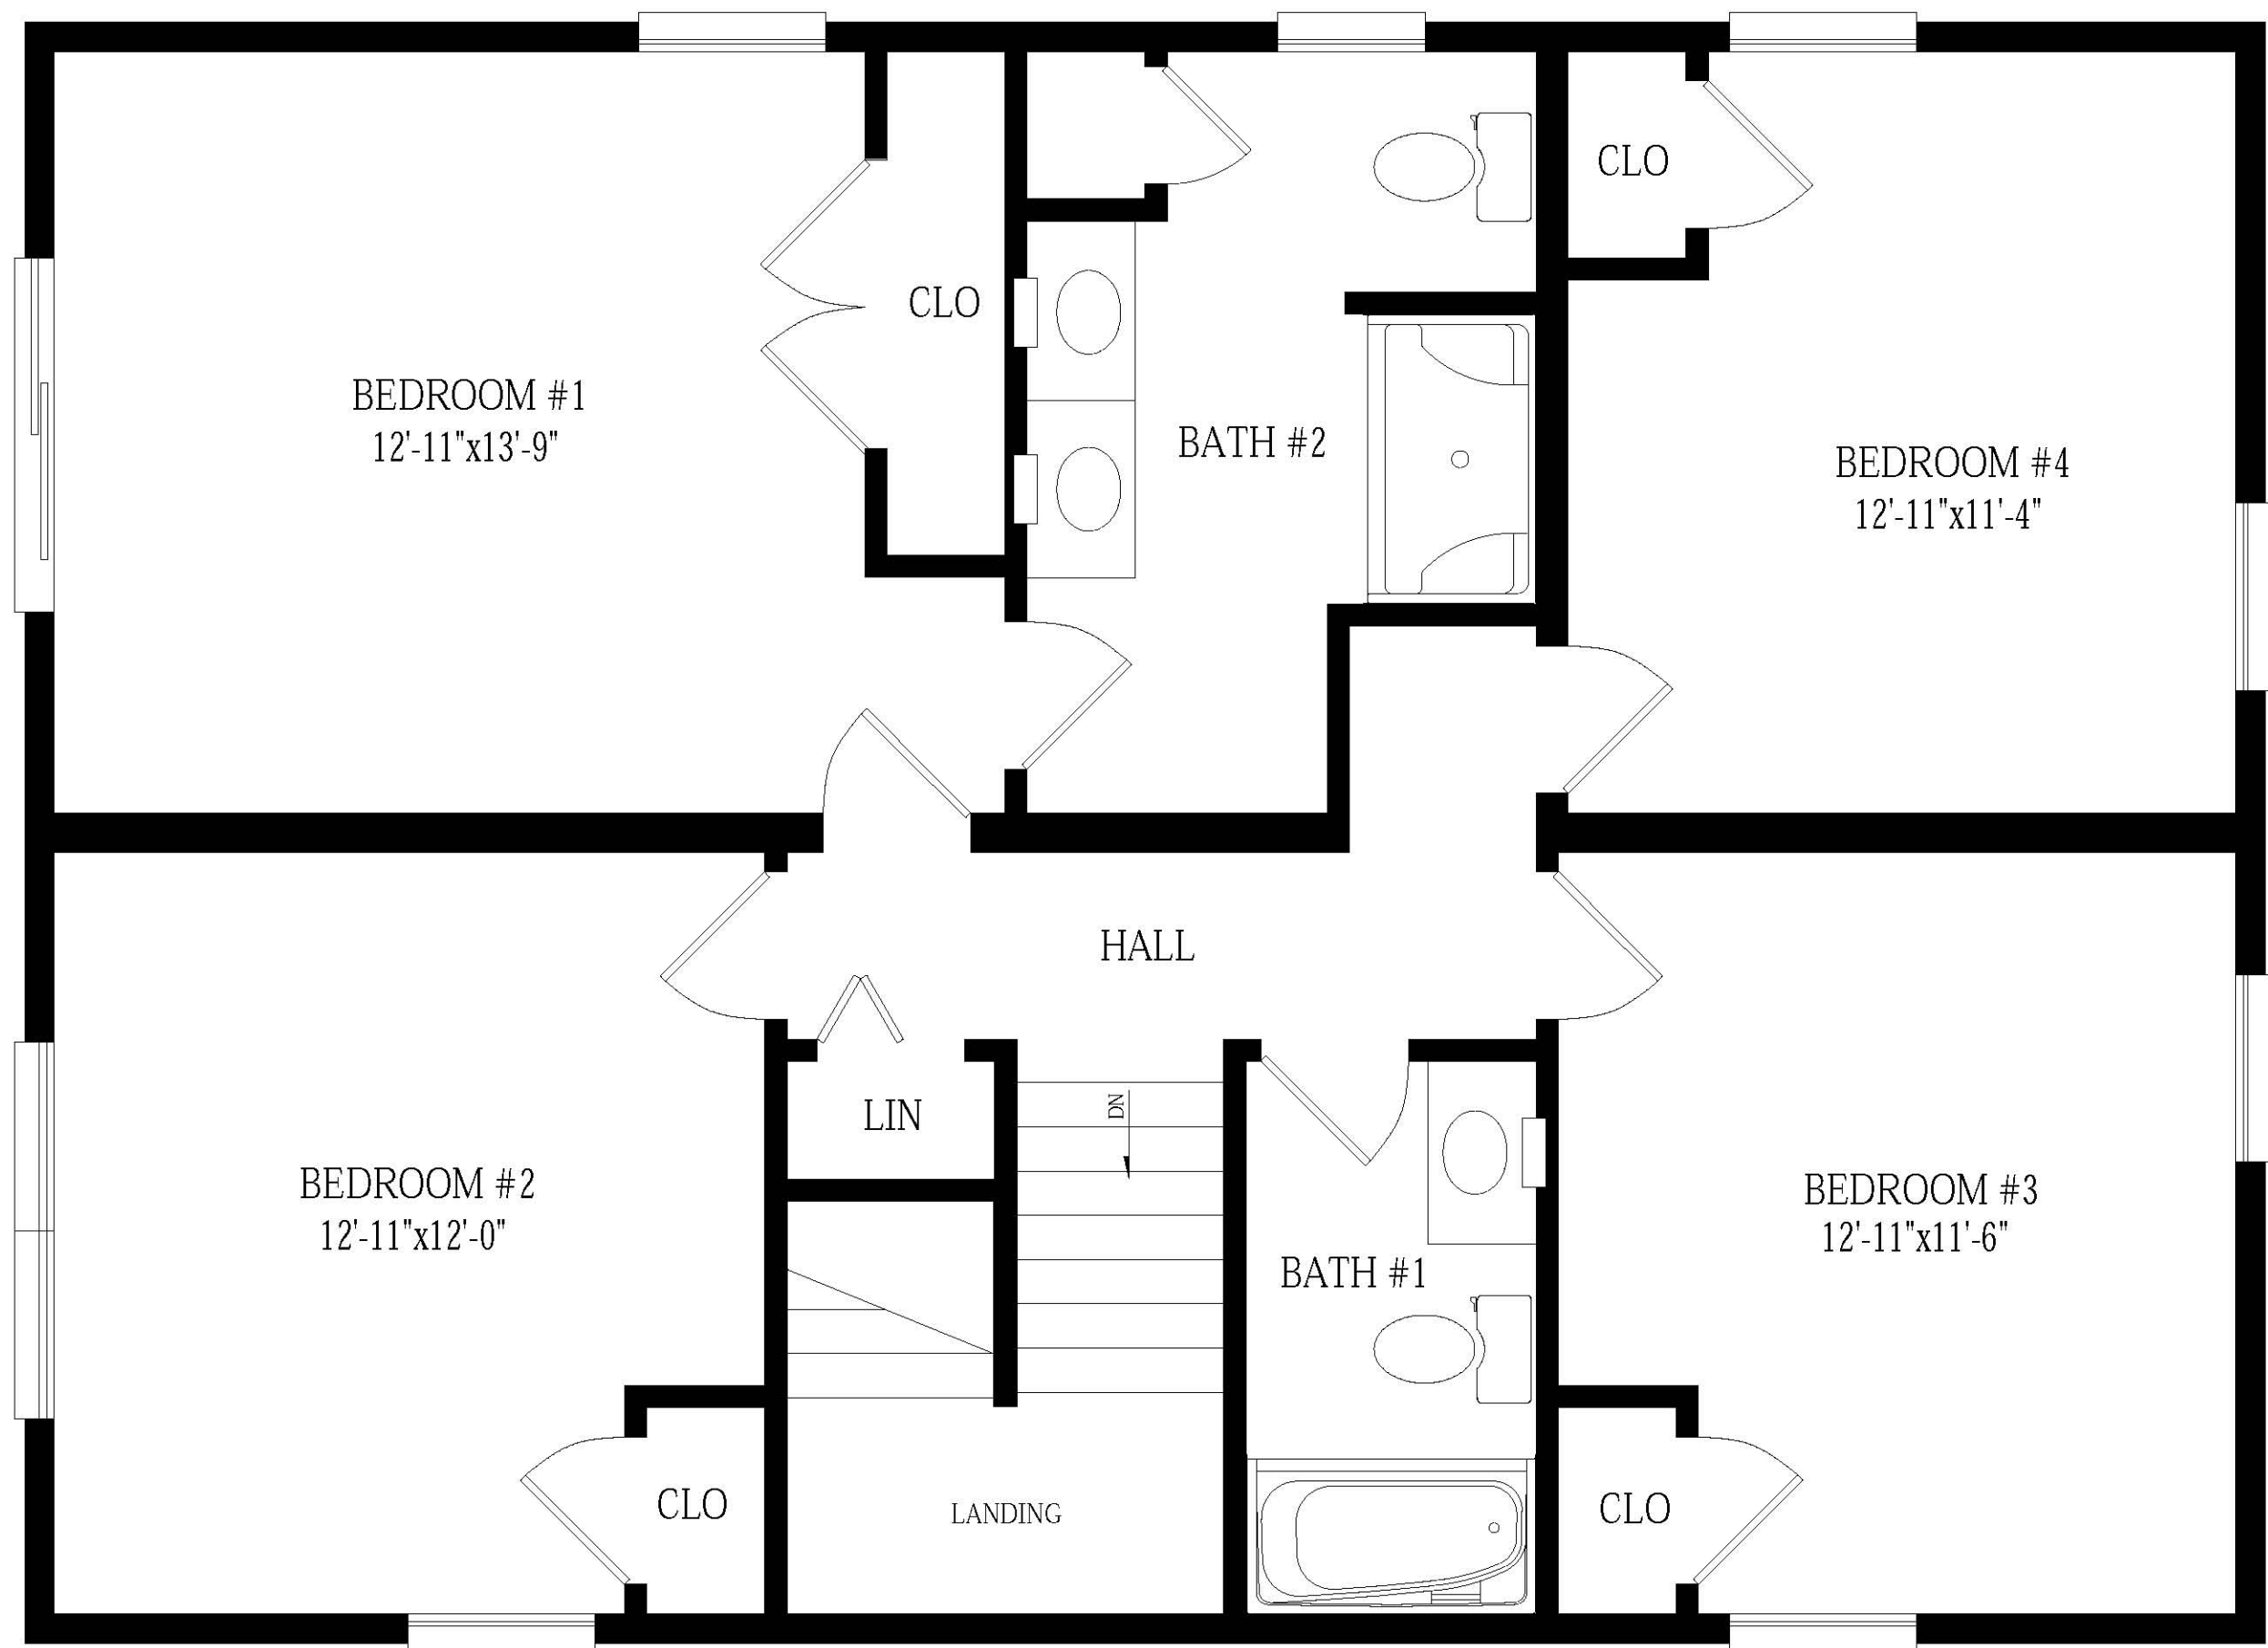 CLO
CLO
BEDROOM #1
12'-11"x13'-9"
BATH #2
BEDROOM #4
12'-11"x11'-4"
HALL
DN
LIN
BEDROOM #2
12'-11"x12'-0"
BEDROOM #3
12'-11"x11'-6"
BATH #1
CLO
LANDING
CLO